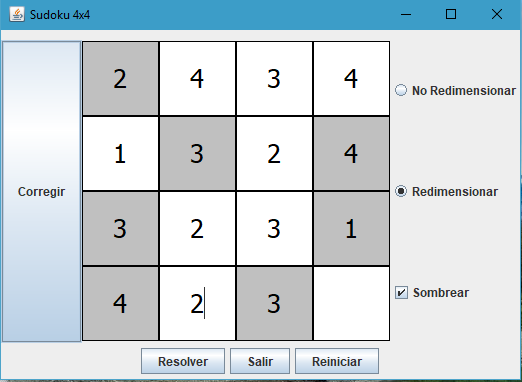 Sudoku 4x4
2 4 3 4
No Redimensionar
1 3 2 4
Corregir
Redimensionar
3 2 3 1
4 2 3
Sombrear
Resolver Salir Reiniciar